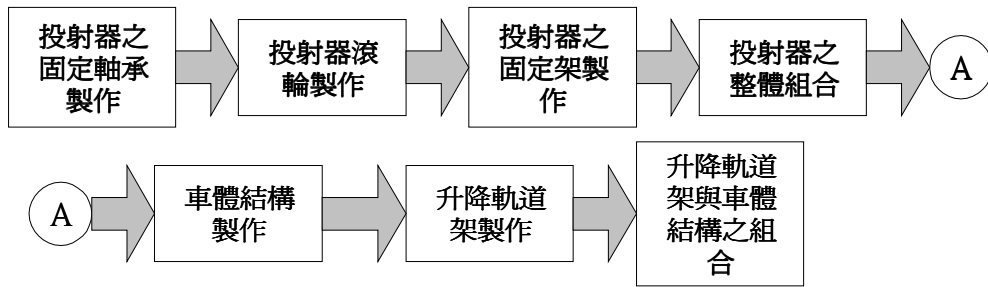 投射器之
固定軸承
製作
投射器滾
輪製作
投射器之
固定架製
作
投射器之
整體組合
A
A
車體結構
製作
升降軌道
架製作
升降軌道
架與車體
結構之組
合